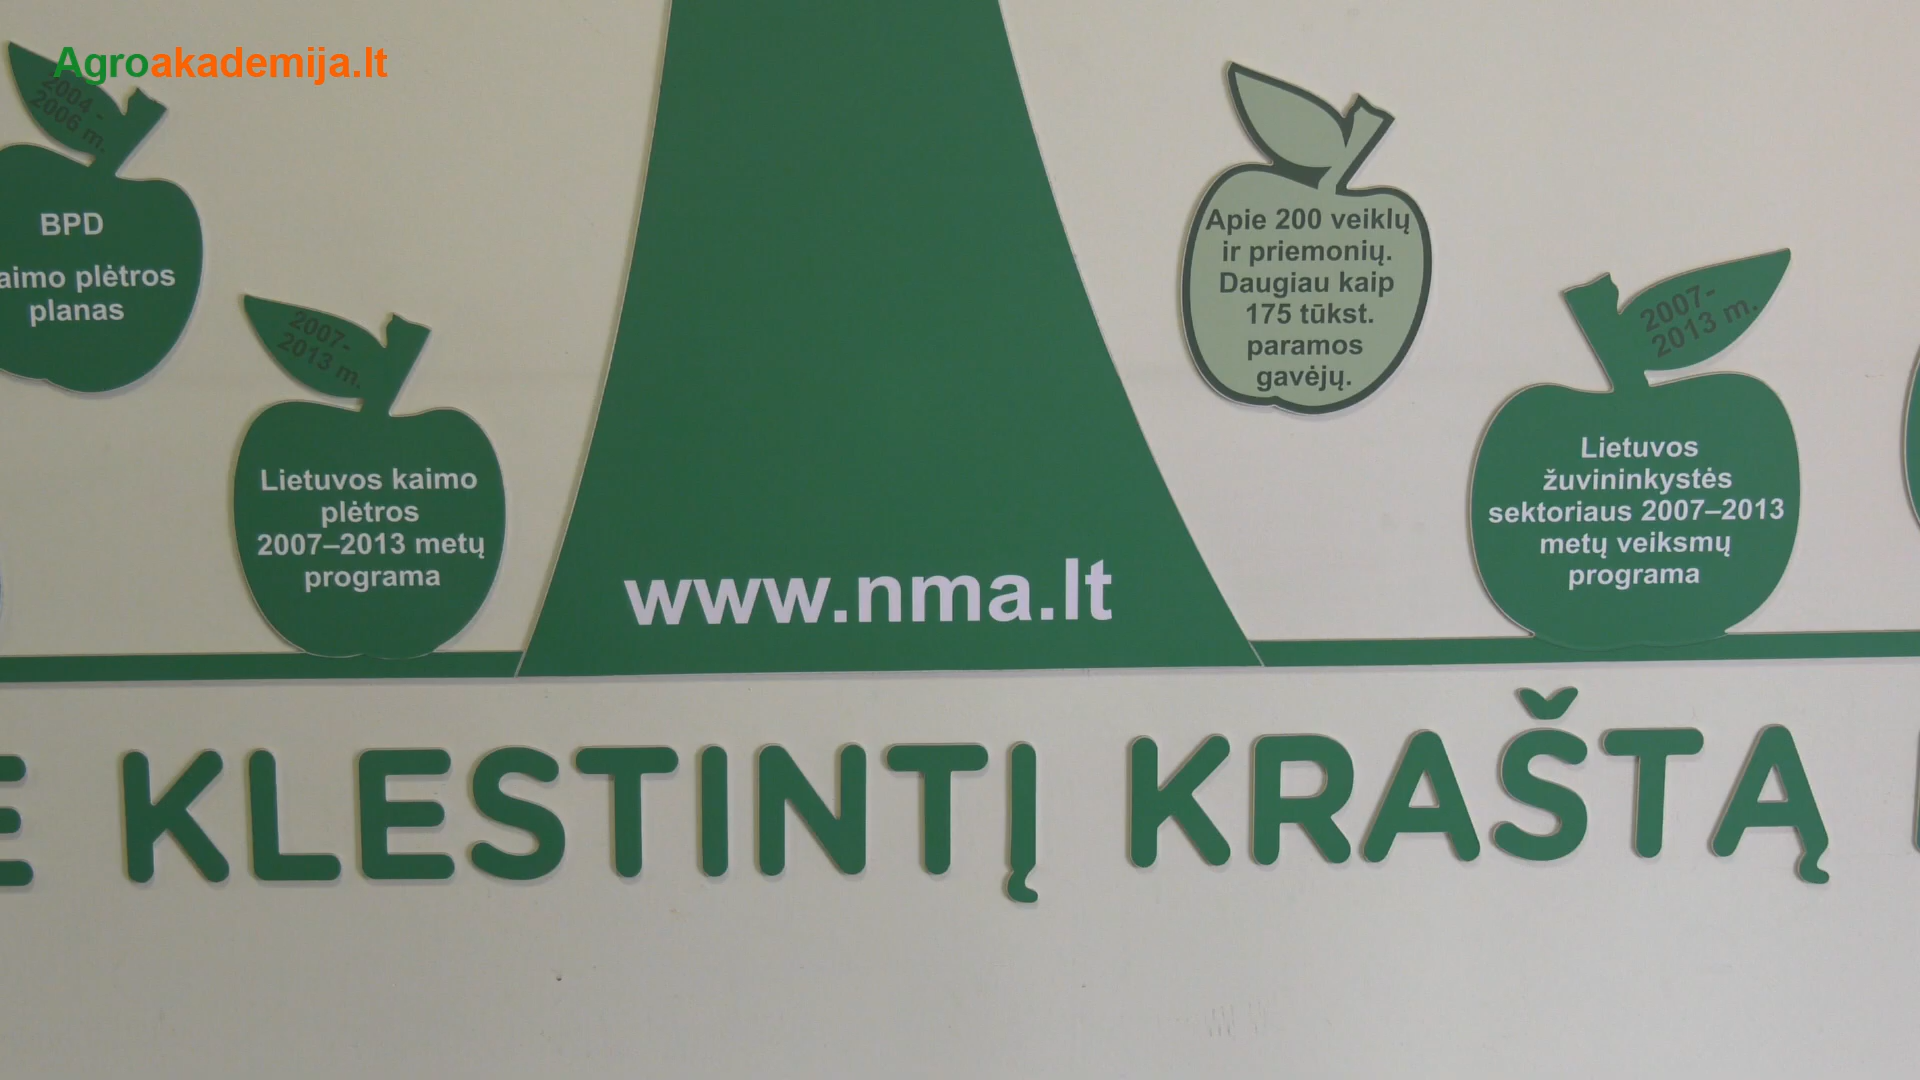 Agroakademija.lt
2004 -
2006 m.
BPD
aimo plėtros
planas
2007-
2013 m.
Lietuvos kaimo
plėtros
2007–2013 metų
programa
www.nma.lt
Apie 200 veiklų
ir priemonių.
Daugiau kaip
175 tūkst.
paramos
gavėjų.
2007-
2013 m.
Lietuvos
žuvininkystės
sektoriaus 2007–2013
metų veiksmų
programa
E KLESTINTĮ KRAŠTĄ